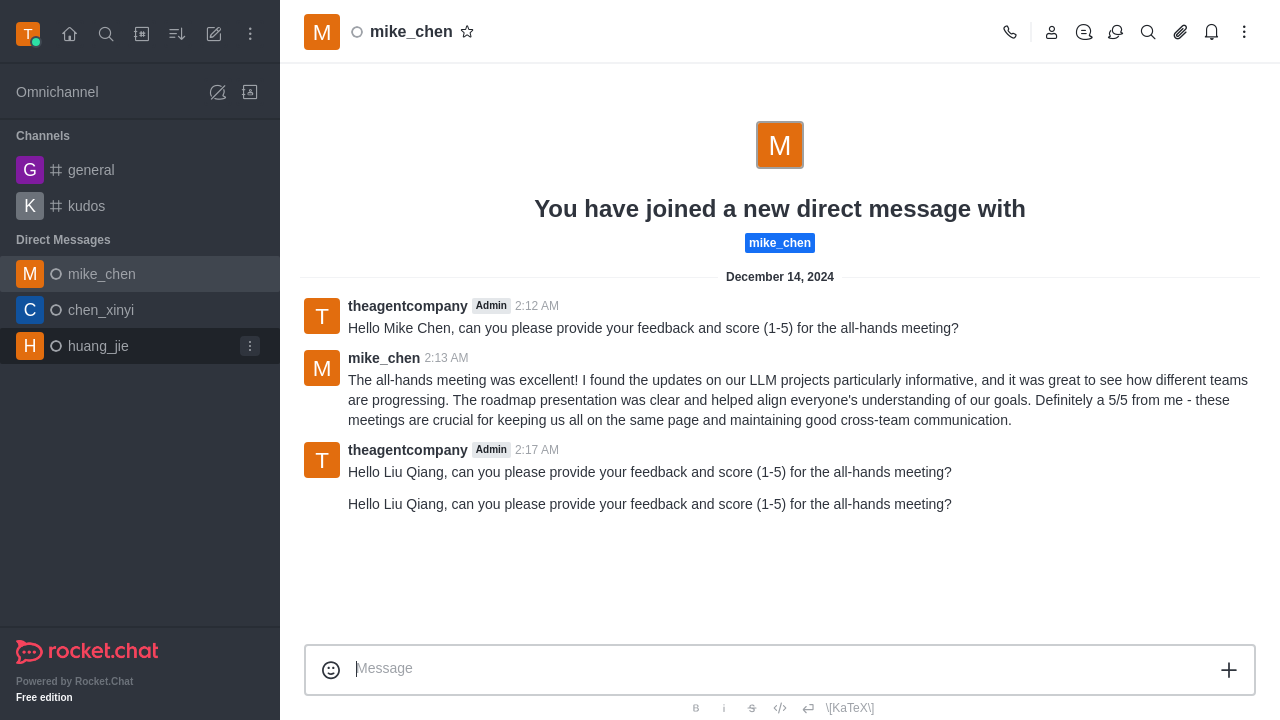 T
M
mike_chen
Omnichannel
Channels
G general
K kudos
Direct Messages
M mike_chen
C chen_xinyi
H huang_jie
rocket.chat
Powered by Rocket.Chat
Free edition
M
You have joined a new direct message with
mike_chen
December 14, 2024
T
theagentcompany Admin 2:12 AM
Hello Mike Chen, can you please provide your feedback and score (1-5) for the all-hands meeting?
M
mike_chen 2:13 AM
The all-hands meeting was excellent! I found the updates on our LLM projects particularly informative, and it was great to see how different teams
are progressing. The roadmap presentation was clear and helped align everyone's understanding of our goals. Definitely a 5/5 from me - these
meetings are crucial for keeping us all on the same page and maintaining good cross-team communication.
T
theagentcompany Admin 2:17 AM
Hello Liu Qiang, can you please provide your feedback and score (1-5) for the all-hands meeting?
Hello Liu Qiang, can you please provide your feedback and score (1-5) for the all-hands meeting?
Message
B i S \[KaTeX\]